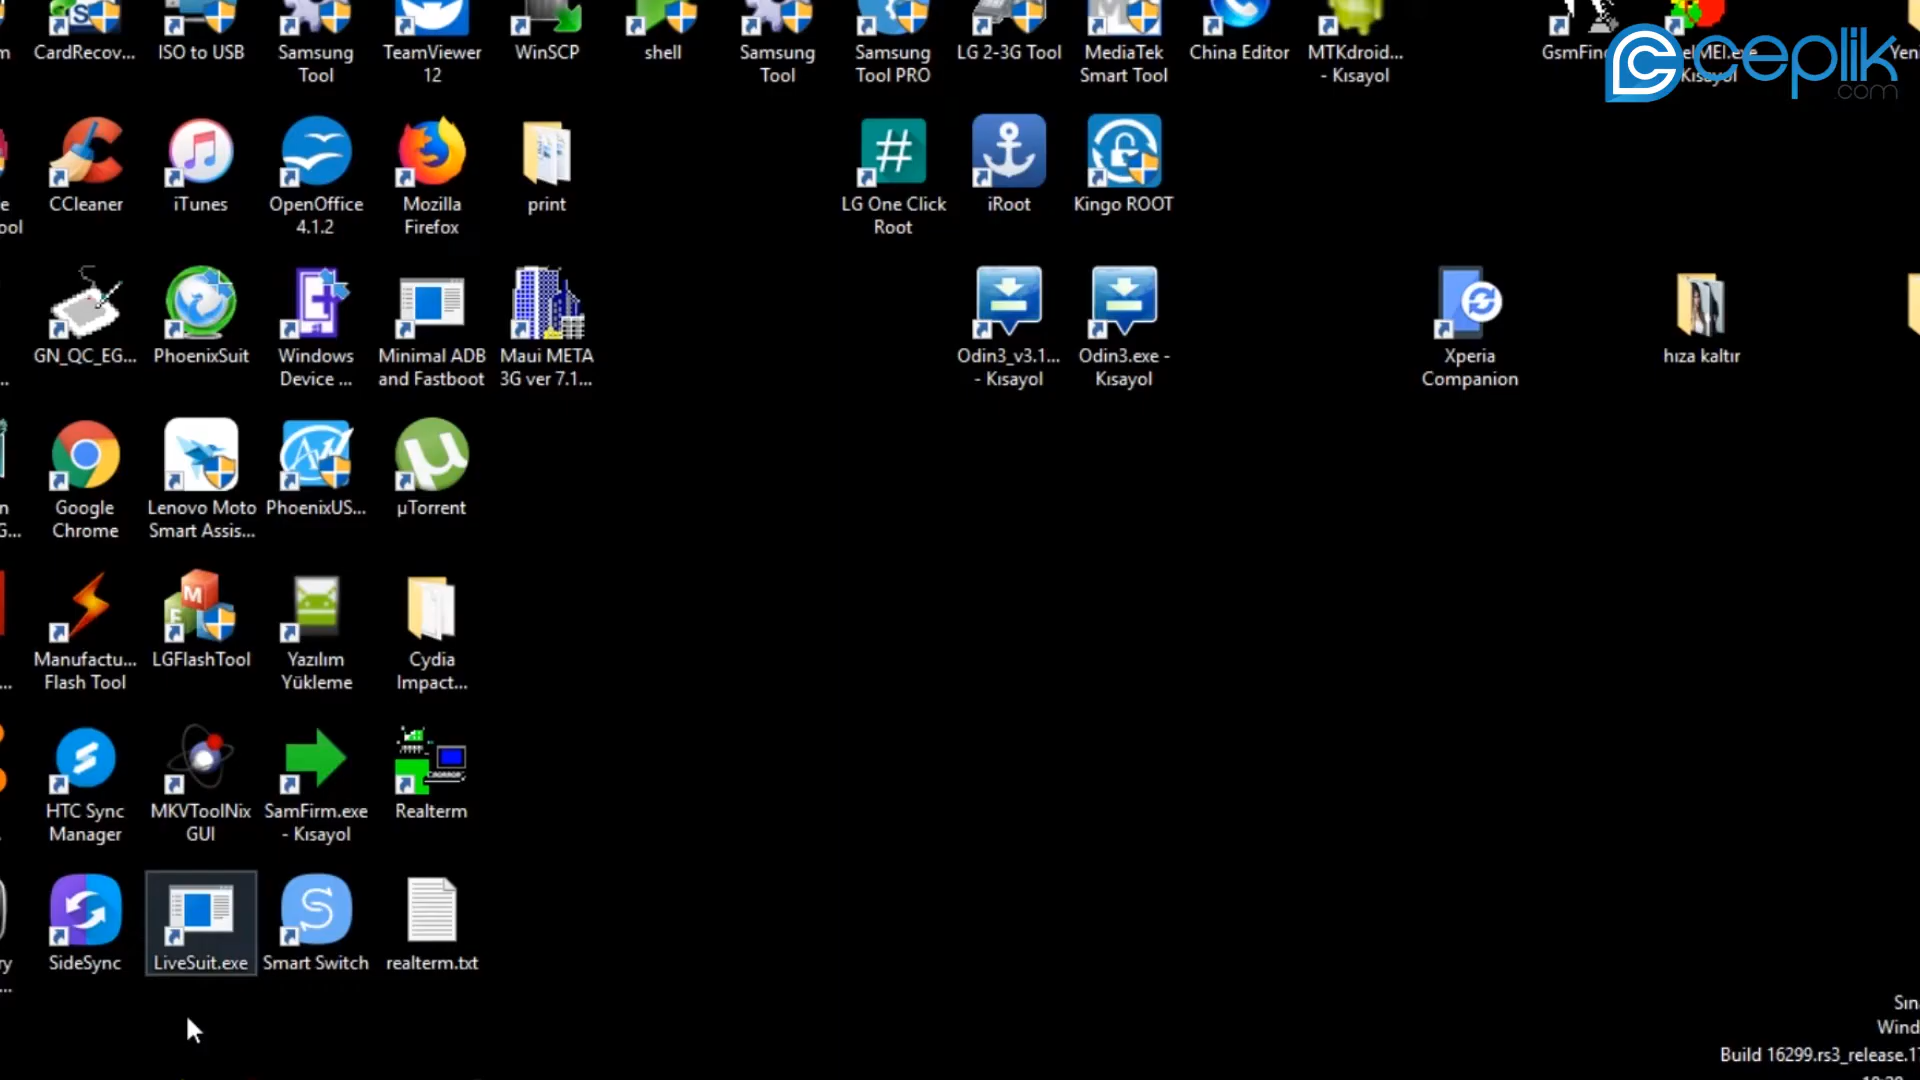 CardRecov...
ISO to USB
Samsung
Tool
TeamViewer
12
WinSCP
shell
Samsung
Tool
Samsung
Tool PRO
LG 2-3G Tool
MediaTek
Smart Tool
China Editor
MTKdroid...
- Kısayol
ceplik
.com
Kısayol
CCleaner
iTunes
OpenOffice
4.1.2
Mozilla
Firefox
print
#
LG One Click
Root
iRoot
Kingo ROOT
GN_QC_EG...
PhoenixSuit
Windows
Device ...
Minimal ADB
and Fastboot
Maui META
3G ver 7.1...
Odin3_v3.1...
- Kısayol
Odin3.exe -
Kısayol
Xperia
Companion
hıza kaltır
Google
Chrome
Lenovo Moto
Smart Assis...
PhoenixUS...
µTorrent
Manufactu...
Flash Tool
LGFlashTool
Yazılım
Yükleme
Cydia
Impact...
HTC Sync
Manager
MKVToolNix
GUI
SamFirm.exe
- Kısayol
Realterm
SideSync
LiveSuit.exe
Smart Switch
realterm.txt
Build 16299.rs3_release.1